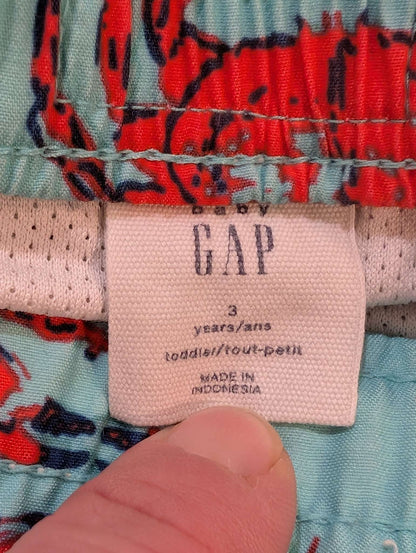 baby
GAP
3
years/ans
toddler/tout-petit
MADE IN
INDONESIA